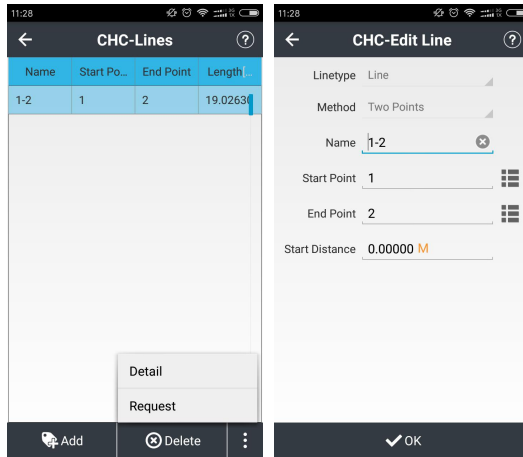 11:28
CHC-Lines
Name Start Po... End Point Length[...
1-2 1 2 19.0263
Detail
Request
Add Delete
11:28
CHC-Edit Line
Linetype Line
Method Two Points
Name 1-2
Start Point 1
End Point 2
Start Distance 0.00000 M
OK